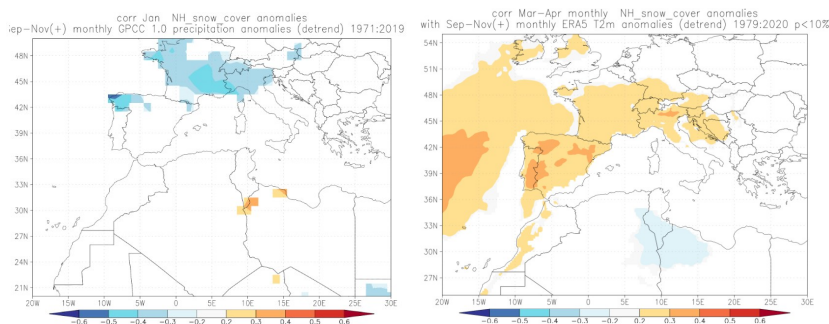 corr Jan NH_snow_cover anomalies
Sep-Nov(+) monthly GPCC 1.0 precipitation anomalies (detrend) 1971:2019
48N
45N
42N
39N
36N
33N
30N
27N
24N
21N
20W 15W 10W 5W 0 5E 10E 15E 20E 25E 30E
-0.6 -0.5 -0.4 -0.3 -0.2 0.2 0.3 0.4 0.5 0.6
corr Mar-Apr monthly NH_snow_cover anomalies
with Sep-Nov(+) monthly ERA5 T2m anomalies (detrend) 1979:2020 p<10%
54N
51N
48N
45N
42N
39N
36N
33N
30N
27N
20W 15W 10W 5W 0 5E 10E 15E 20E 25E 30E
-0.6 -0.5 -0.4 -0.3 -0.2 0.2 0.3 0.4 0.5 0.6